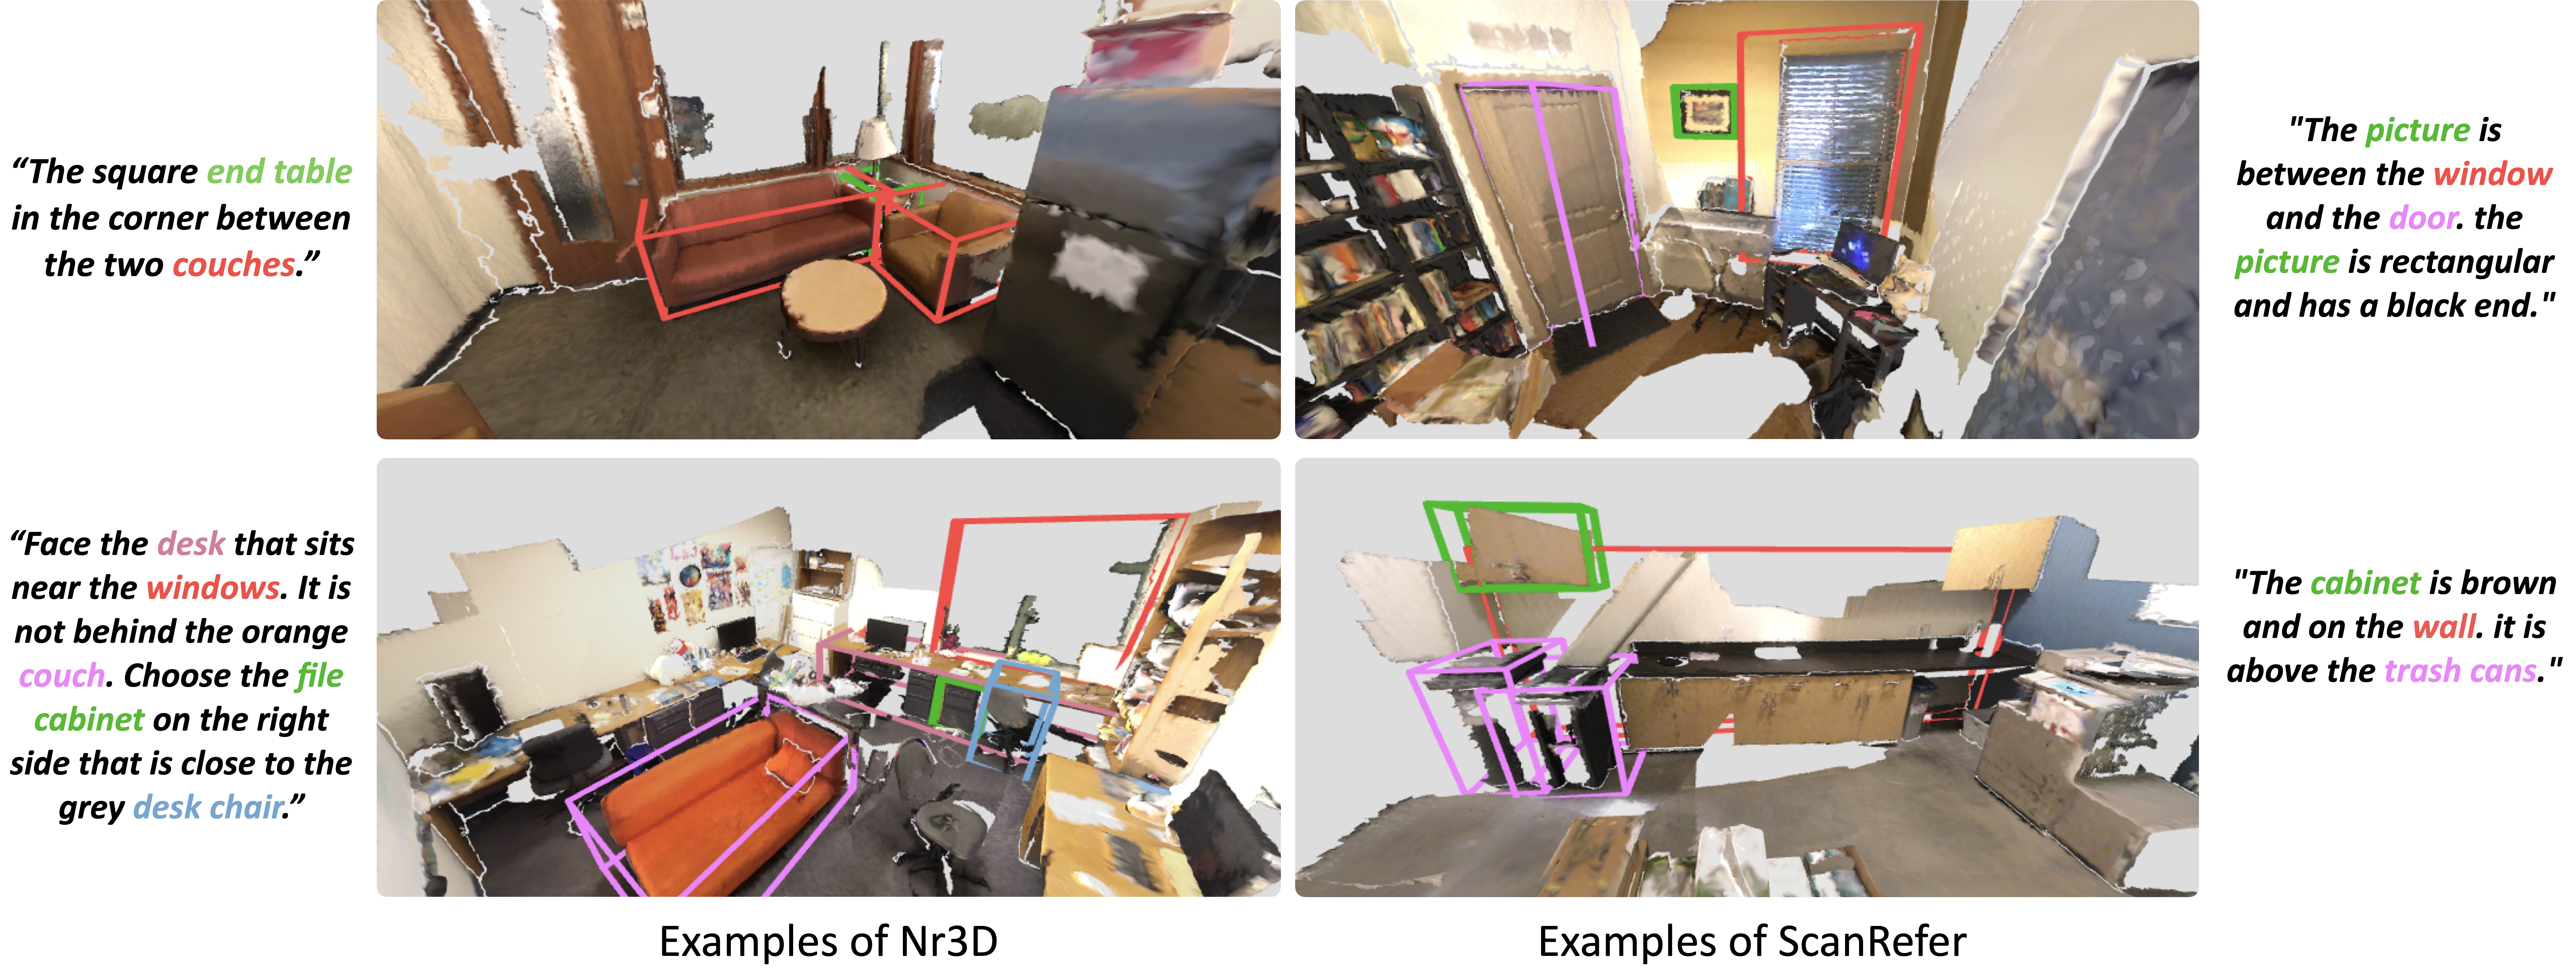 “The square end table
in the corner between
the two couches.”
"The picture is
between the window
and the door. the
picture is rectangular
and has a black end."
“Face the desk that sits
near the windows. It is
not behind the orange
couch. Choose the file
cabinet on the right
side that is close to the
grey desk chair.”
"The cabinet is brown
and on the wall. it is
above the trash cans."
Examples of Nr3D
Examples of ScanRefer